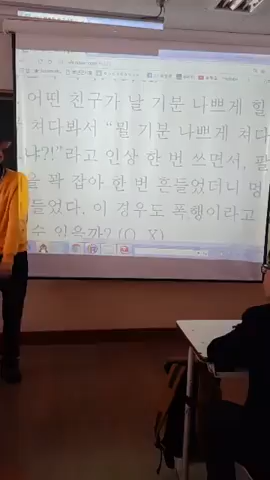 어떤 친구가 날 기분 나쁘게 힐
쳐다봐서 “뭘 기분 나쁘게 쳐다
냐?!”라고 인상 한 번 쓰면서, 팔
을 꽉 잡아 한 번 흔들었더니 멍
들었다. 이 경우도 폭행이라고
수 있을까? (O, X)